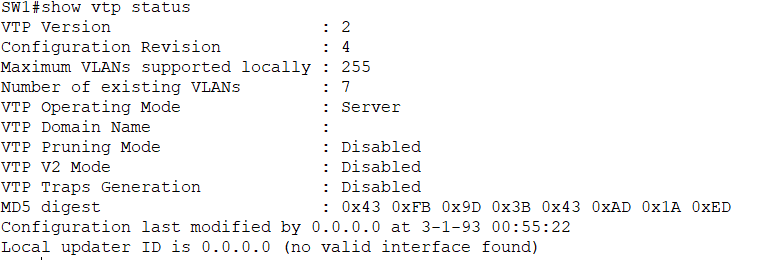 SW1#show vtp status
VTP Version                     : 2
Configuration Revision          : 4
Maximum VLANs supported locally : 255
Number of existing VLANs        : 7
VTP Operating Mode              : Server
VTP Domain Name                 :
VTP Pruning Mode                : Disabled
VTP V2 Mode                     : Disabled
VTP Traps Generation            : Disabled
MD5 digest                      : 0x43 0xFB 0x9D 0x3B 0x43 0xAD 0x1A 0xED
Configuration last modified by 0.0.0.0 at 3-1-93 00:55:22
Local updater ID is 0.0.0.0 (no valid interface found)